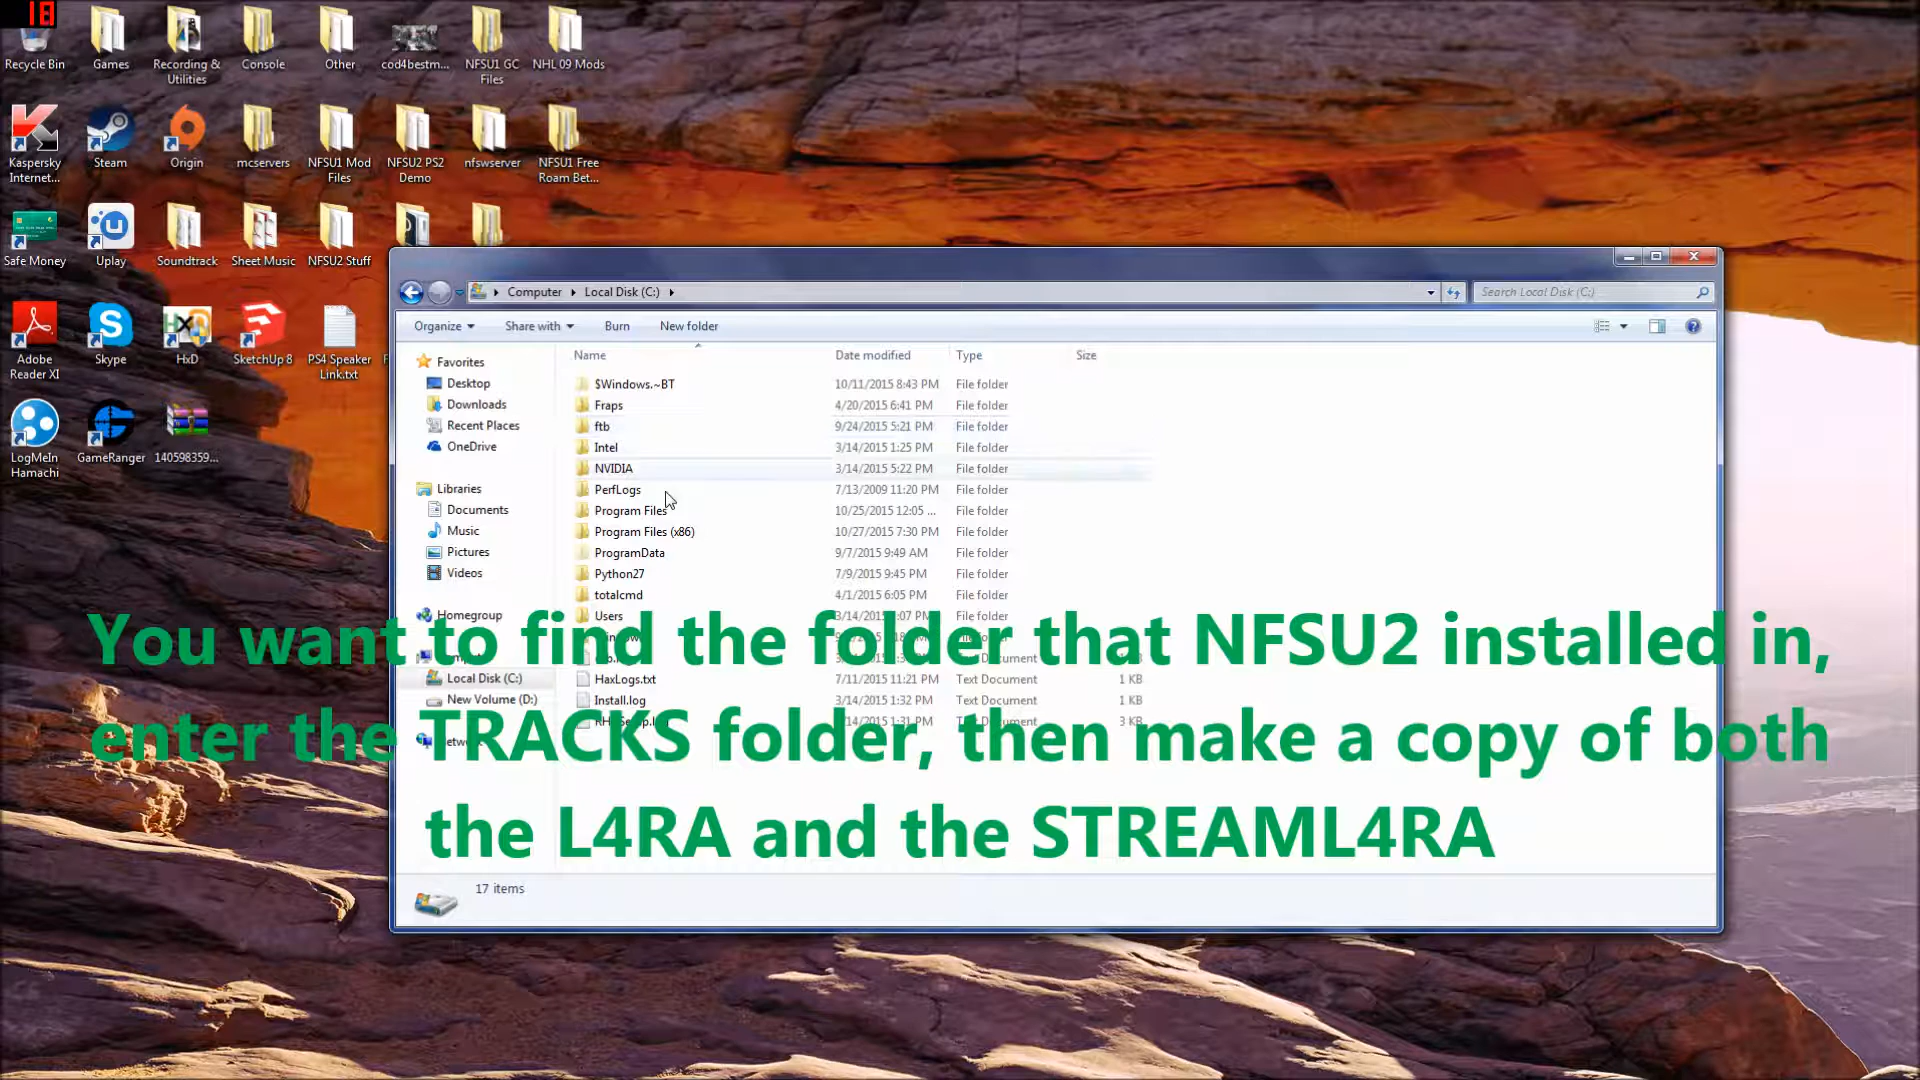 18
Recycle Bin
Games
Recording & Utilities
Console
Other
cod4bestm...
NFSU1 GC Files
NHL 09 Mods
Kaspersky Internet...
Steam
Origin
mcservers
NFSU1 Mod Files
NFSU2 PS2 Demo
nfswserver
NFSU1 Free Roam Bet...
Safe Money
Uplay
Soundtrack
Sheet Music
NFSU2 Stuff
Adobe Reader XI
Skype
HxD
SketchUp 8
PS4 Speaker Link.txt
LogMeIn Hamachi
GameRanger
140598359...
Computer Local Disk (C:)
Search Local Disk (C:)
Organize Share with Burn New folder
Name Date modified Type Size
Favorites
Desktop
Downloads
Recent Places
OneDrive
Libraries
Documents
Music
Pictures
Videos
Homegroup
Local Disk (C:)
New Volume (D:)
$Windows.~BT 10/11/2015 8:43 PM File folder
Fraps 4/20/2015 6:41 PM File folder
ftb 9/24/2015 5:21 PM File folder
Intel 3/14/2015 1:25 PM File folder
NVIDIA 3/14/2015 5:22 PM File folder
PerfLogs 7/13/2009 11:20 PM File folder
Program Files 10/25/2015 12:05 ... File folder
Program Files (x86) 10/27/2015 7:30 PM File folder
ProgramData 9/7/2015 9:49 AM File folder
Python27 7/9/2015 9:45 PM File folder
totalcmd 4/1/2015 6:05 PM File folder
Users File folder
HaxLogs.txt 7/11/2015 11:21 PM Text Document 1 KB
Install.log 3/14/2015 1:32 PM Text Document 1 KB
3 KB
You want to find the folder that NFSU2 installed in,
enter the TRACKS folder, then make a copy of both
the L4RA and the STREAML4RA
17 items